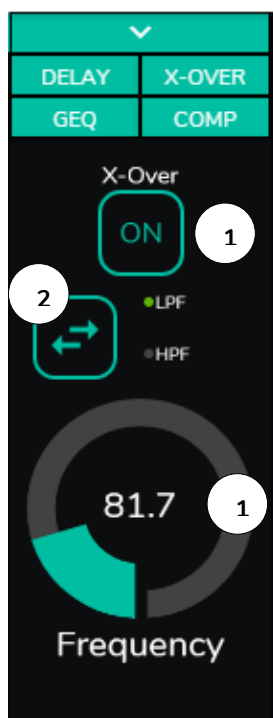 DELAY X-OVER
GEQ COMP
X-Over
ON 1
2
LPF
HPF
81.7 1
Frequency